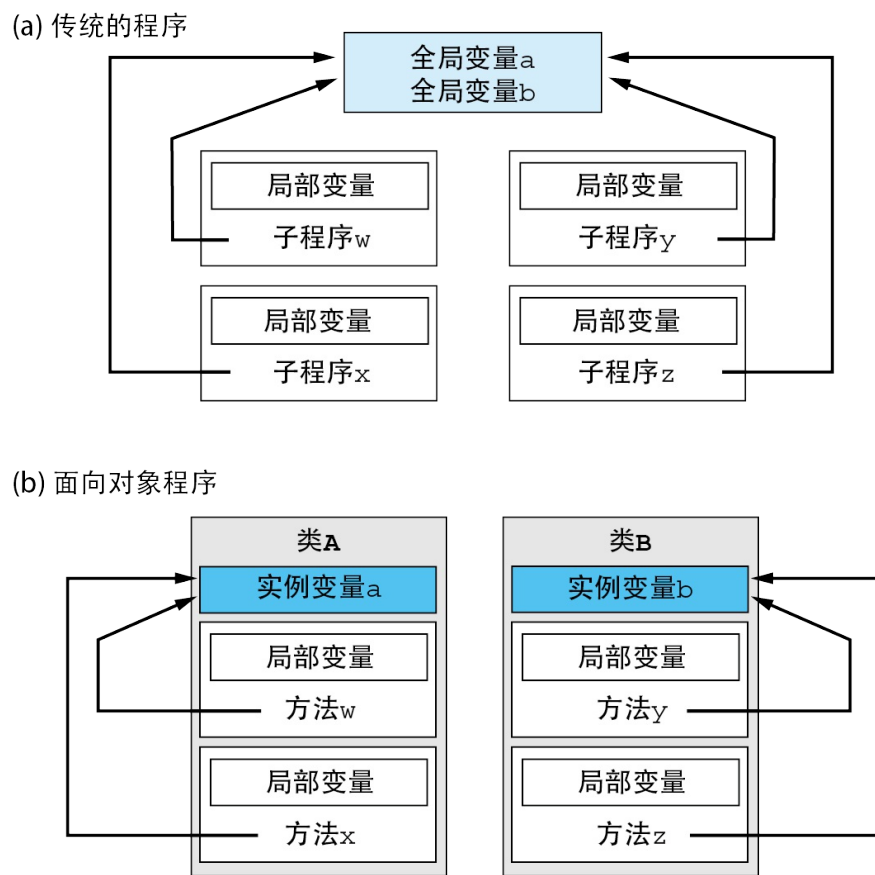 (a) 传统的程序
全局变量a
全局变量b
局部变量
子程序w
局部变量
子程序y
局部变量
子程序x
局部变量
子程序z
(b) 面向对象程序
类A
实例变量a
局部变量
方法w
局部变量
方法x
类B
实例变量b
局部变量
方法y
局部变量
方法z